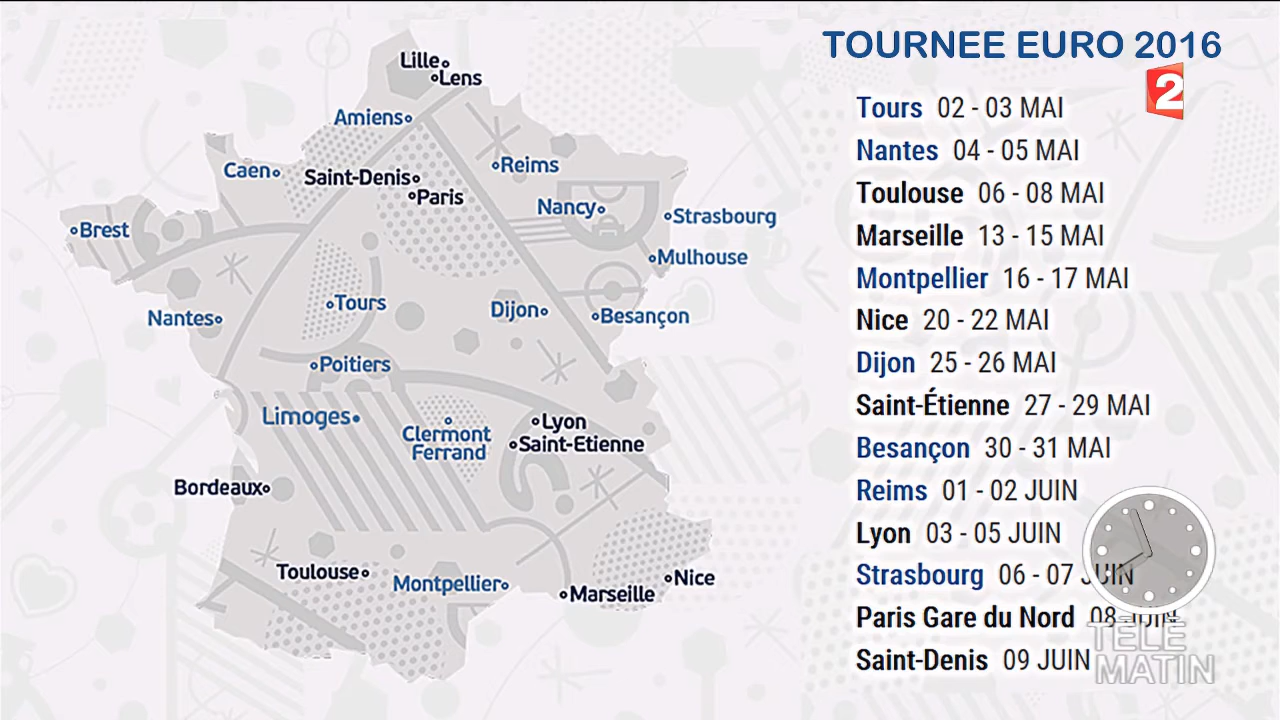 TOURNEE EURO 2016
2
Lille
Lens
Amiens
Caen
Saint-Denis
Paris
Reims
Nancy
Strasbourg
Brest
Mulhouse
Nantes
Tours
Dijon
Besançon
Poitiers
Limoges
Clermont
Ferrand
Lyon
Saint-Etienne
Bordeaux
Toulouse
Montpellier
Marseille
Nice
Tours 02 - 03 MAI
Nantes 04 - 05 MAI
Toulouse 06 - 08 MAI
Marseille 13 - 15 MAI
Montpellier 16 - 17 MAI
Nice 20 - 22 MAI
Dijon 25 - 26 MAI
Saint-Étienne 27 - 29 MAI
Besançon 30 - 31 MAI
Reims 01 - 02 JUIN
Lyon 03 - 05 JUIN
Strasbourg 06 - 07 JUIN
Paris Gare du Nord 08 JUIN
Saint-Denis 09 JUIN
TÉLÉ
MATIN